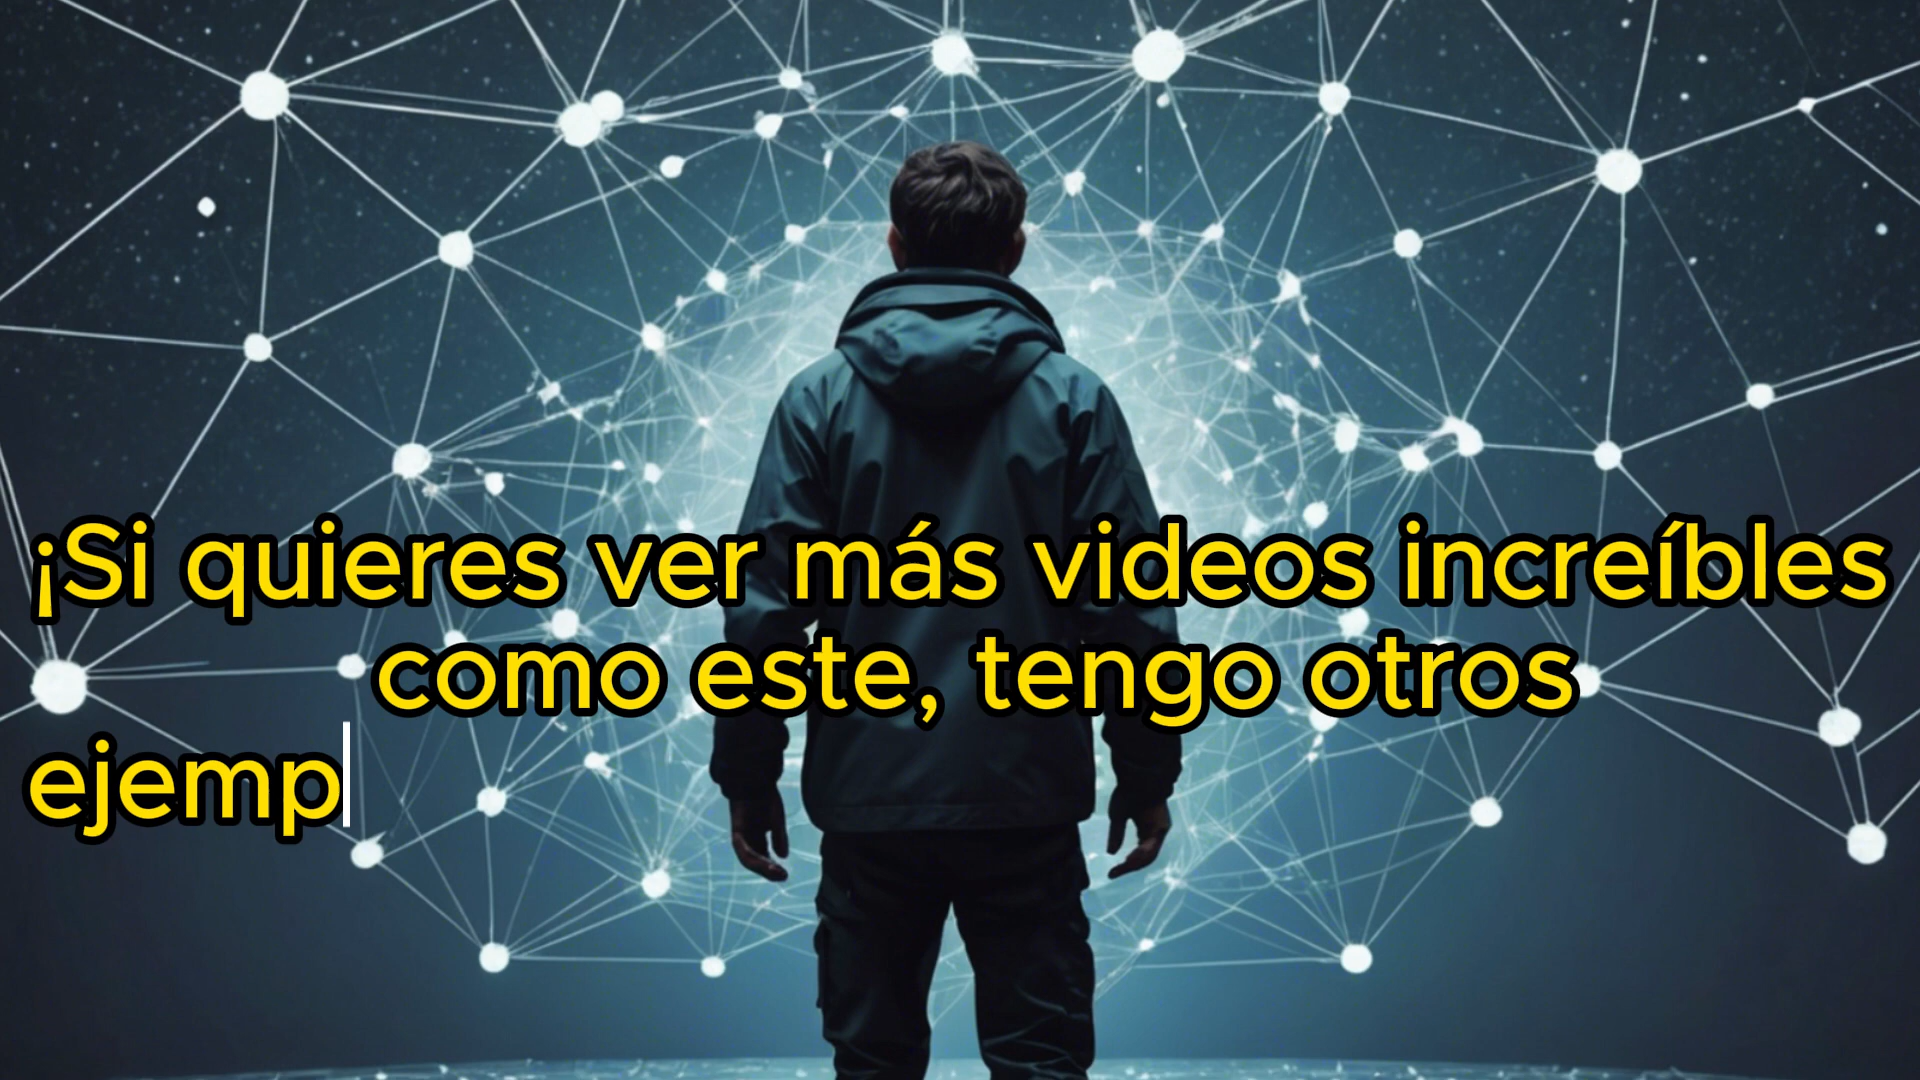 ¡Si quieres ver más videos increíbles
como este, tengo otros
ejemp